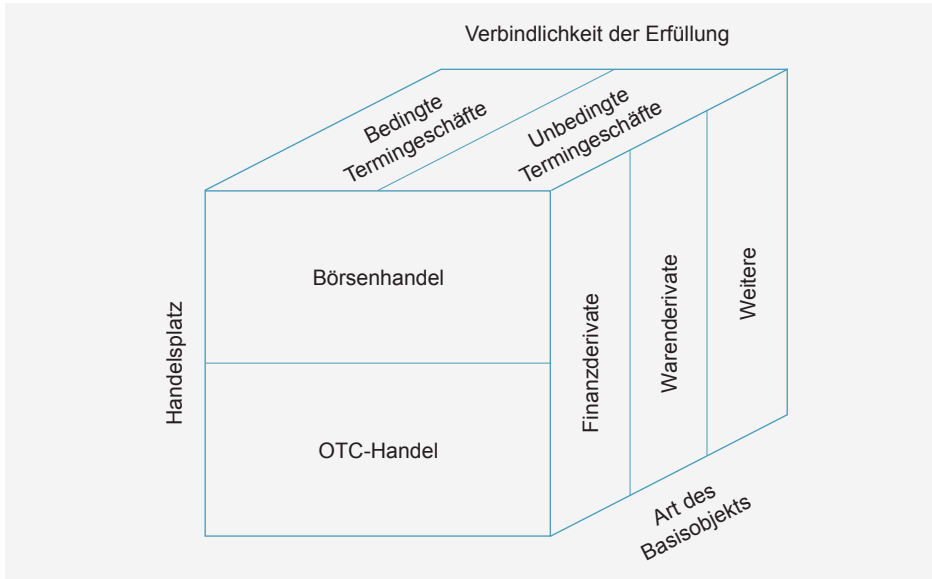 Verbindlichkeit der Erfüllung
Bedingte
Termingeschäfte
Unbedingte
Termingeschäfte
Handelsplatz
Börsenhandel
OTC-Handel
Finanzderivate
Warenderivate
Weitere
Art des
Basisobjekts